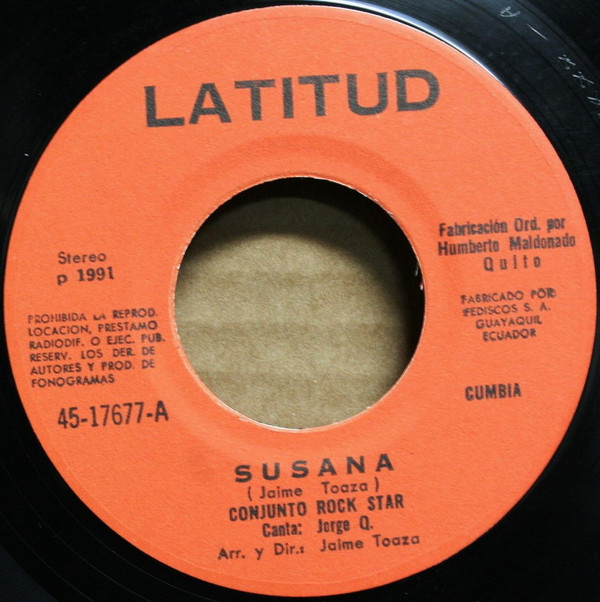 LATITUD
Stereo
p 1991
PROHIBIDA LA REPROD.
LOCACION, PRESTAMO
RADIODIF. O EJEC. PUB.
RESERV. LOS DER. DE
AUTORES Y PROD. DE
FONOGRAMAS
45-17677-A
Fabricación Ord. por
Humberto Maldonado
Quito
FABRICADO POR
FEDISCOS S. A.
GUAYAQUIL
ECUADOR
CUMBIA
SUSANA
( Jaime Toaza )
CONJUNTO ROCK STAR
Canta: Jorge Q.
Arr. y Dir.: Jaime Toaza